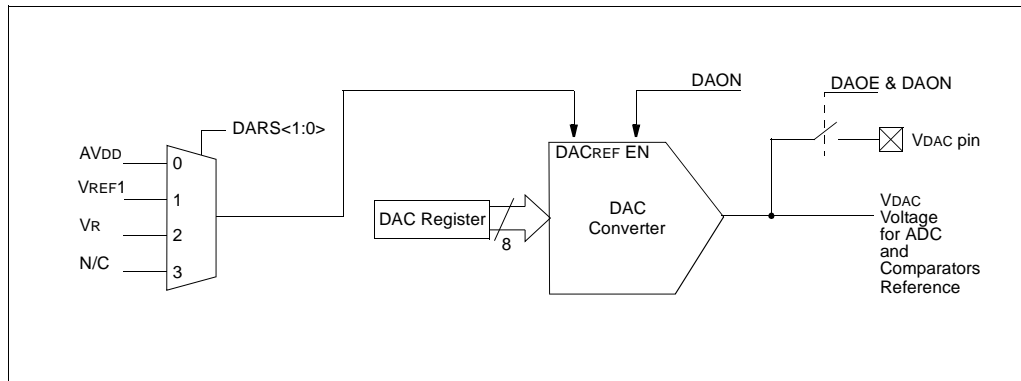 DAON
DAOE & DAON
DARS<1:0>
AVDD
0
VREF1
1
VR
2
N/C
3
DACREF EN
VDAC pin
DAC Register
8
DAC
Converter
VDAC
Voltage
for ADC
and
Comparators
Reference